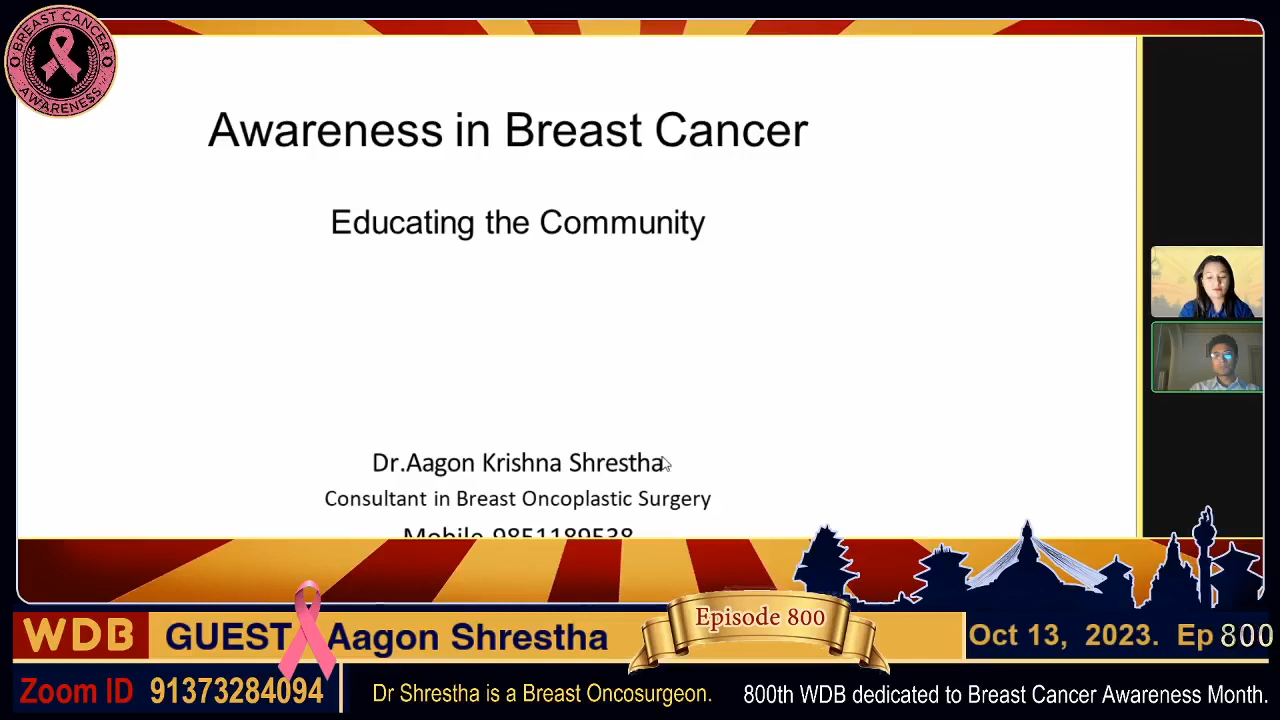 BREAST CANCER
AWARENESS
Awareness in Breast Cancer
Educating the Community
Dr.Aagon Krishna Shrestha
Consultant in Breast Oncoplastic Surgery
Mobile 9851189538
WDB GUEST Aagon Shrestha
Episode 800
Oct 13, 2023. Ep 800
Zoom ID 91373284094
Dr Shrestha is a Breast Oncosurgeon.
800th WDB dedicated to Breast Cancer Awareness Month.